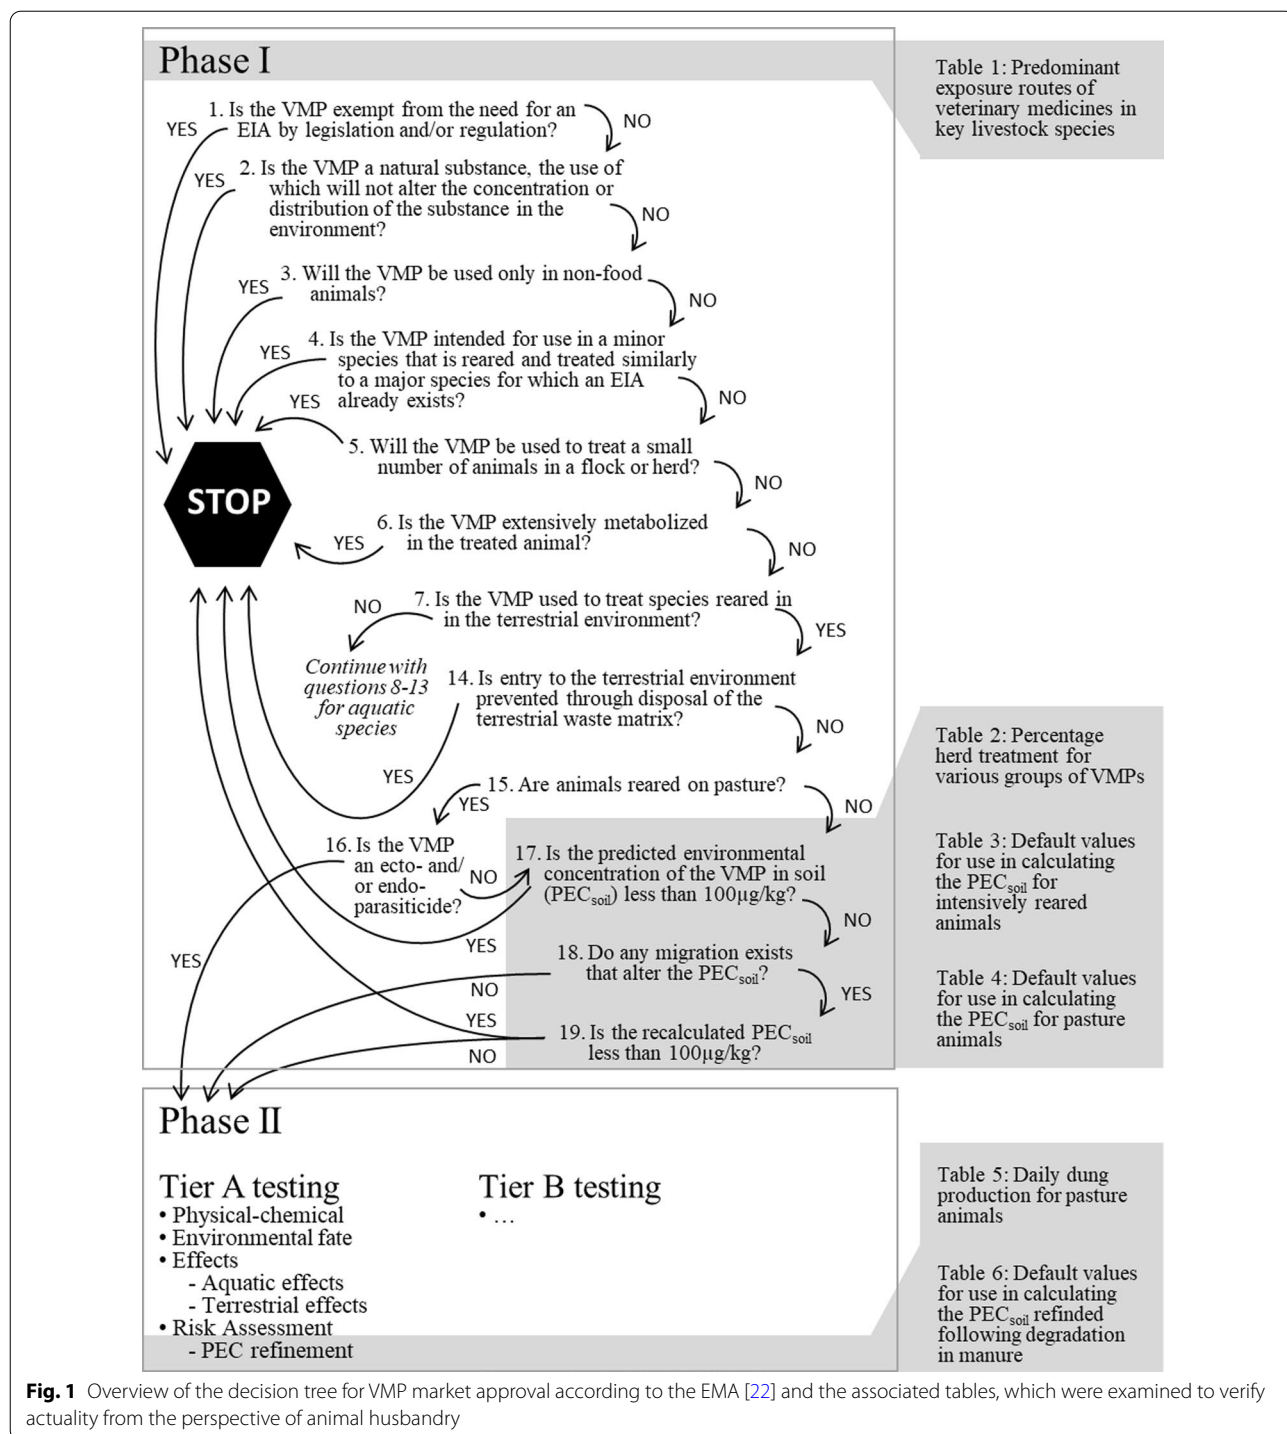 Phase I
Table 1: Predominant
exposure routes of
veterinary medicines in
key livestock species
1. Is the VMP exempt from the need for an
EIA by legislation and/or regulation?
YES
NO
2. Is the VMP a natural substance, the use of
which will not alter the concentration or
distribution of the substance in the
environment?
YES
NO
3. Will the VMP be used only in non-food
animals?
YES
NO
4. Is the VMP intended for use in a minor
species that is reared and treated similarly
to a major species for which an EIA
already exists?
YES
NO
5. Will the VMP be used to treat a small
number of animals in a flock or herd?
YES
NO
STOP
6. Is the VMP extensively metabolized
in the treated animal?
YES
NO
7. Is the VMP used to treat species reared in
in the terrestrial environment?
NO
YES
Continue with
questions 8-13
for aquatic
species
14. Is entry to the terrestrial environment
prevented through disposal of the
terrestrial waste matrix?
YES
NO
15. Are animals reared on pasture?
YES
NO
16. Is the VMP
an ecto- and/
or endo-
parasiticide?
NO
YES
17. Is the predicted environmental
concentration of the VMP in soil
(PECsoil) less than 100µg/kg?
YES
NO
18. Do any migration exists
that alter the PECsoil?
NO
YES
19. Is the recalculated PECsoil
less than 100µg/kg?
YES
NO
Table 2: Percentage
herd treatment for
various groups of VMPs
Table 3: Default values
for use in calculating
the PECsoil for
intensively reared
animals
Table 4: Default values
for use in calculating
the PECsoil for pasture
animals
Phase II
Tier A testing
• Physical-chemical
• Environmental fate
• Effects
- Aquatic effects
- Terrestrial effects
• Risk Assessment
- PEC refinement
Tier B testing
• …
Table 5: Daily dung
production for pasture
animals
Table 6: Default values
for use in calculating
the PECsoil refinded
following degradation
in manure
Fig. 1 Overview of the decision tree for VMP market approval according to the EMA [22] and the associated tables, which were examined to verify
actuality from the perspective of animal husbandry